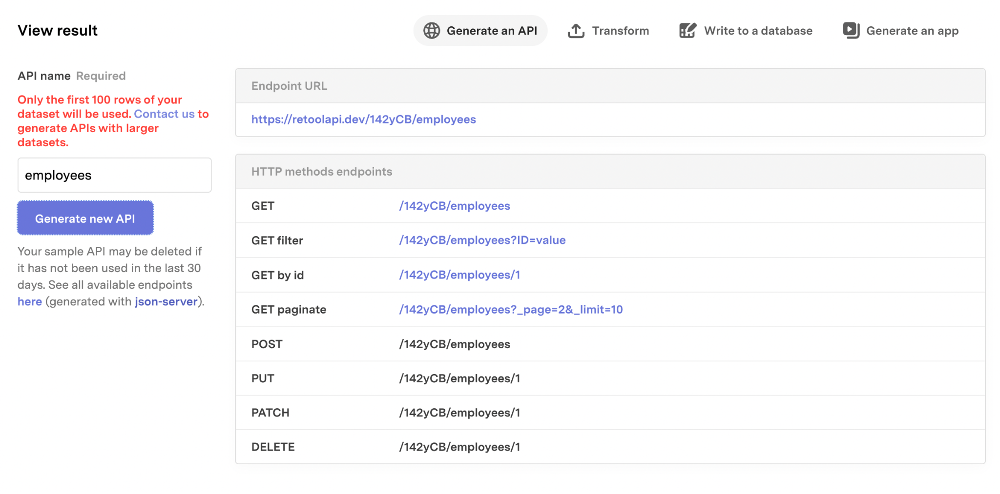 View result
Generate an API
Transform
Write to a database
Generate an app
API name Required
Only the first 100 rows of your
dataset will be used. Contact us to
generate APIs with larger
datasets.
employees
Generate new API
Your sample API may be deleted if
it has not been used in the last 30
days. See all available endpoints
here (generated with json-server).
Endpoint URL
https://retoolapi.dev/142yCB/employees
HTTP methods endpoints
GET /142yCB/employees
GET filter /142yCB/employees?ID=value
GET by id /142yCB/employees/1
GET paginate /142yCB/employees?_page=2&_limit=10
POST /142yCB/employees
PUT /142yCB/employees/1
PATCH /142yCB/employees/1
DELETE /142yCB/employees/1